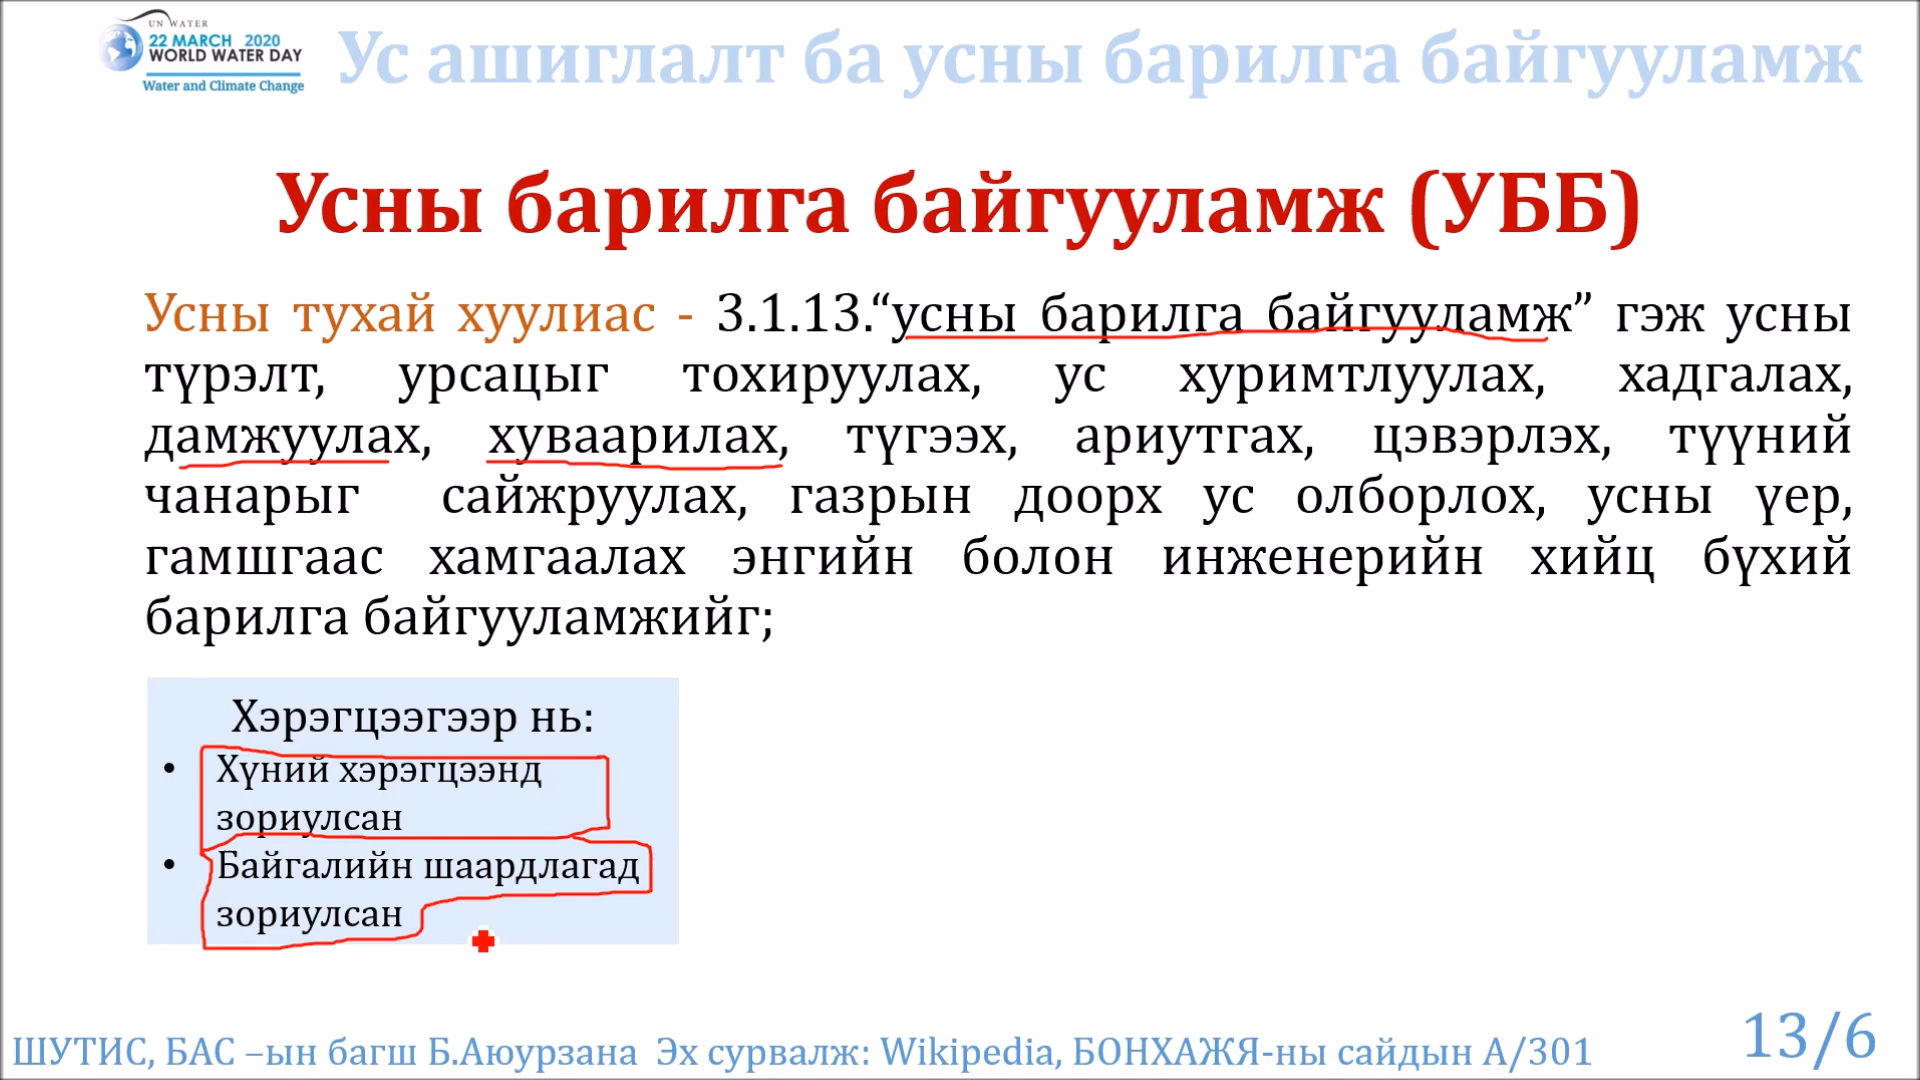 UN WATER
22 MARCH 2020
WORLD WATER DAY
Water and Climate Change
Ус ашиглалт ба усны барилга байгууламж
Усны барилга байгууламж (УББ)
Усны тухай хуулиас - 3.1.13.“усны барилга байгууламж” гэж усны
түрэлт, урсацыг тохируулах, ус хуримтлуулах, хадгалах,
дамжуулах, хуваарилах, түгээх, ариутгах, цэвэрлэх, түүний
чанарыг сайжруулах, газрын доорх ус олборлох, усны үер,
гамшгаас хамгаалах энгийн болон инженерийн хийц бүхий
барилга байгууламжийг;
Хэрэгцээгээр нь:
• Хүний хэрэгцээнд
зориулсан
• Байгалийн шаардлагад
зориулсан
ШУТИС, БАС –ын багш Б.Аюурзана Эх сурвалж: Wikipedia, БОНХАЖЯ-ны сайдын А/301
13/6